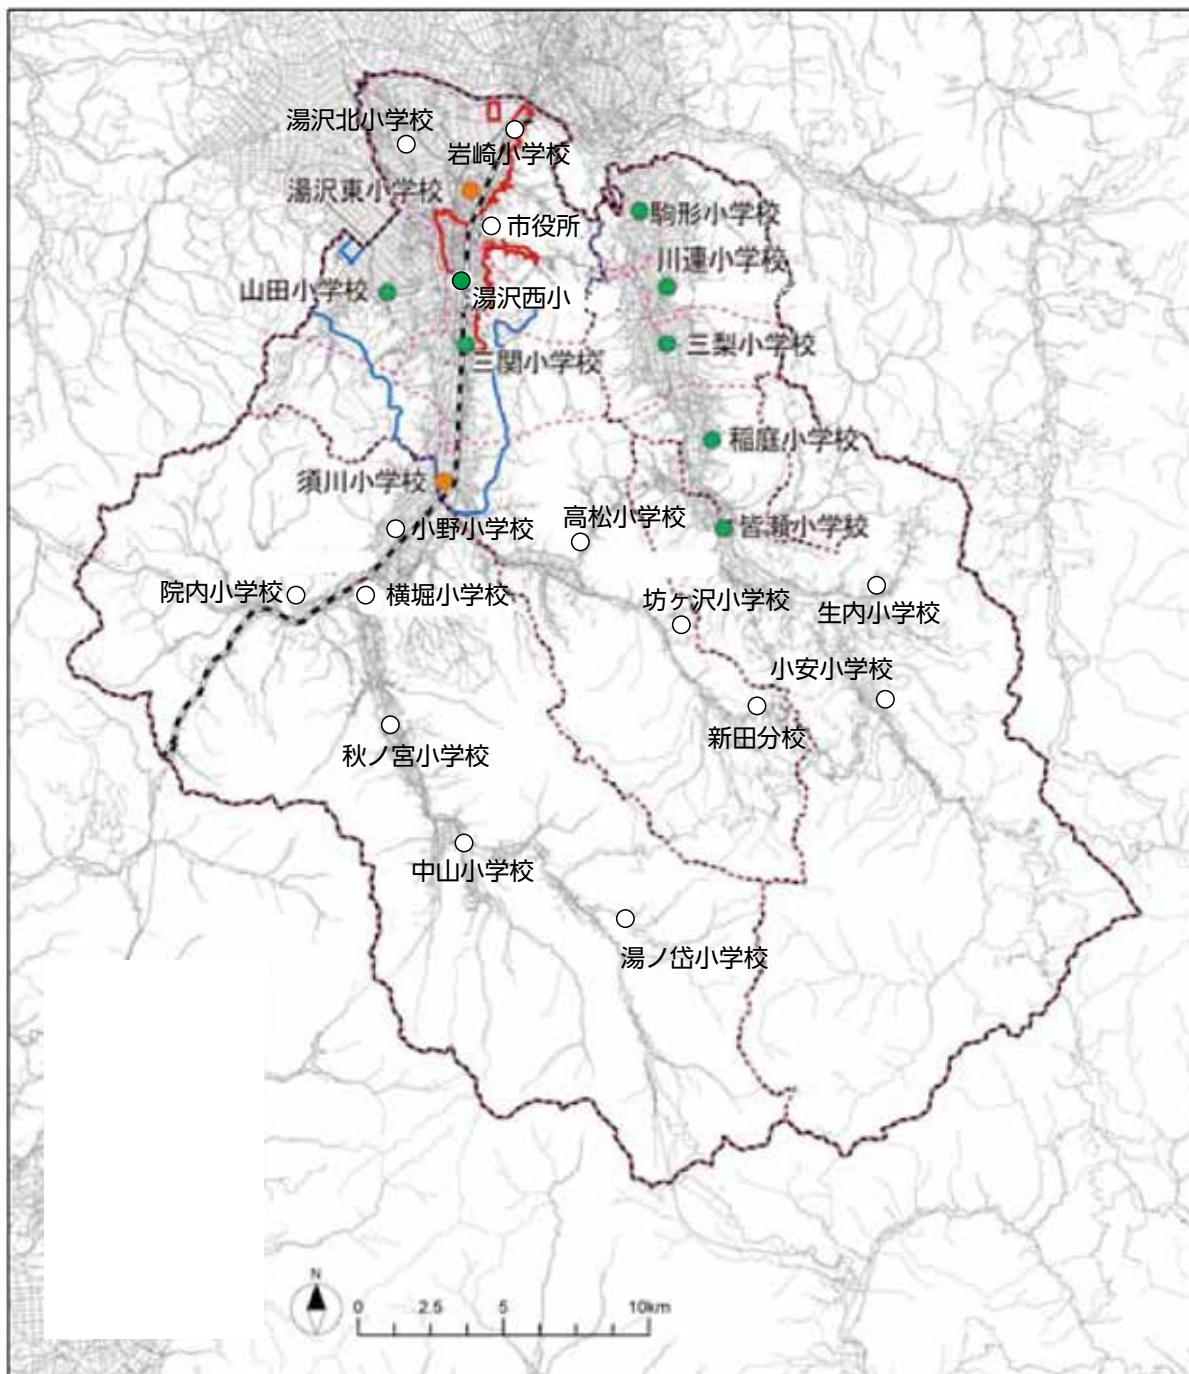 湯沢北小学校
岩崎小学校
湯沢東小学校
市役所
駒形小学校
川連小学校
山田小学校
湯沢西小
三関小学校
三梨小学校
稲庭小学校
須川小学校
小野小学校
高松小学校
皆瀬小学校
院内小学校
横堀小学校
坊ヶ沢小学校
生内小学校
小安小学校
新田分校
秋ノ宮小学校
中山小学校
湯ノ岱小学校
N
0 2.5 5 10km